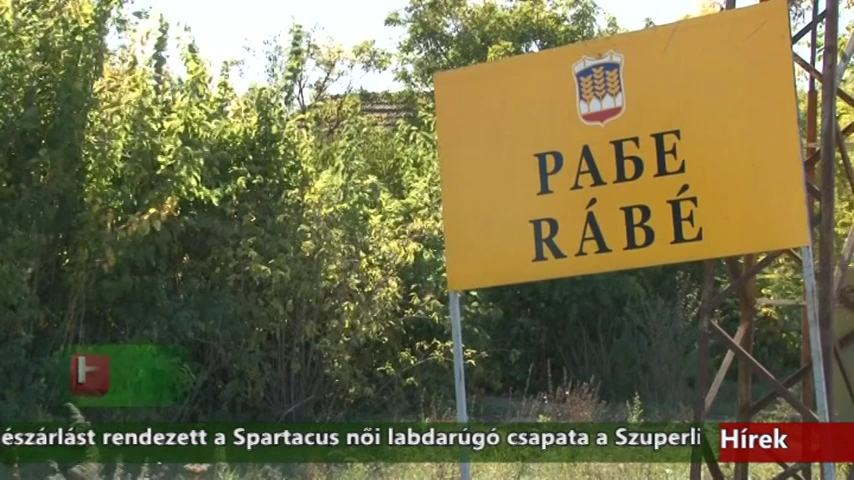 РАБЕ
RÁBÉ
észárlást rendezett a Spartacus női labdarúgó csapata a Szuperli
Hírek